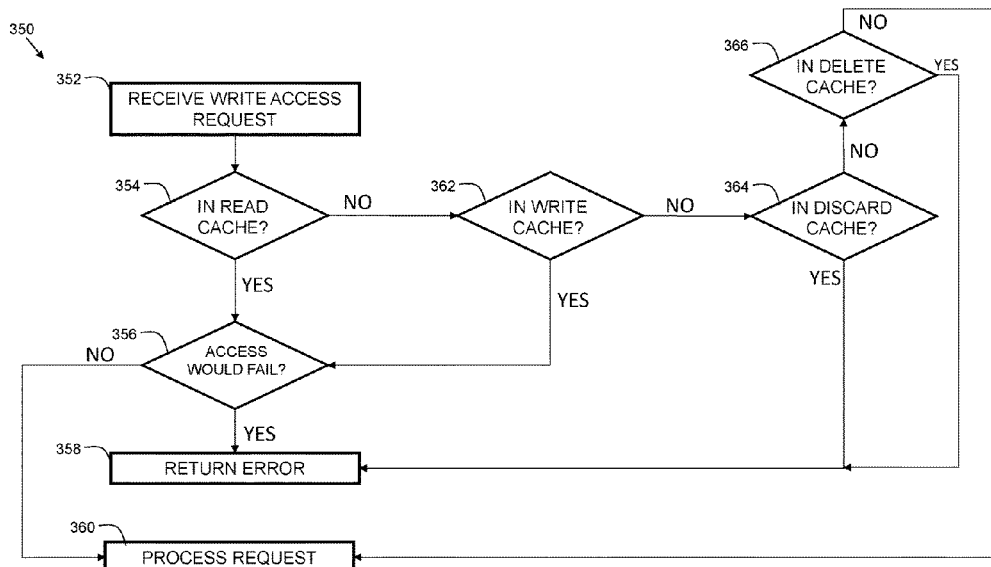 350
352
RECEIVE WRITE ACCESS
REQUEST
354
IN READ
CACHE?
NO
YES
362
IN WRITE
CACHE?
NO
YES
364
IN DISCARD
CACHE?
NO
YES
366
IN DELETE
CACHE?
NO
YES
356
ACCESS
WOULD FAIL?
NO
YES
358
RETURN ERROR
360
PROCESS REQUEST